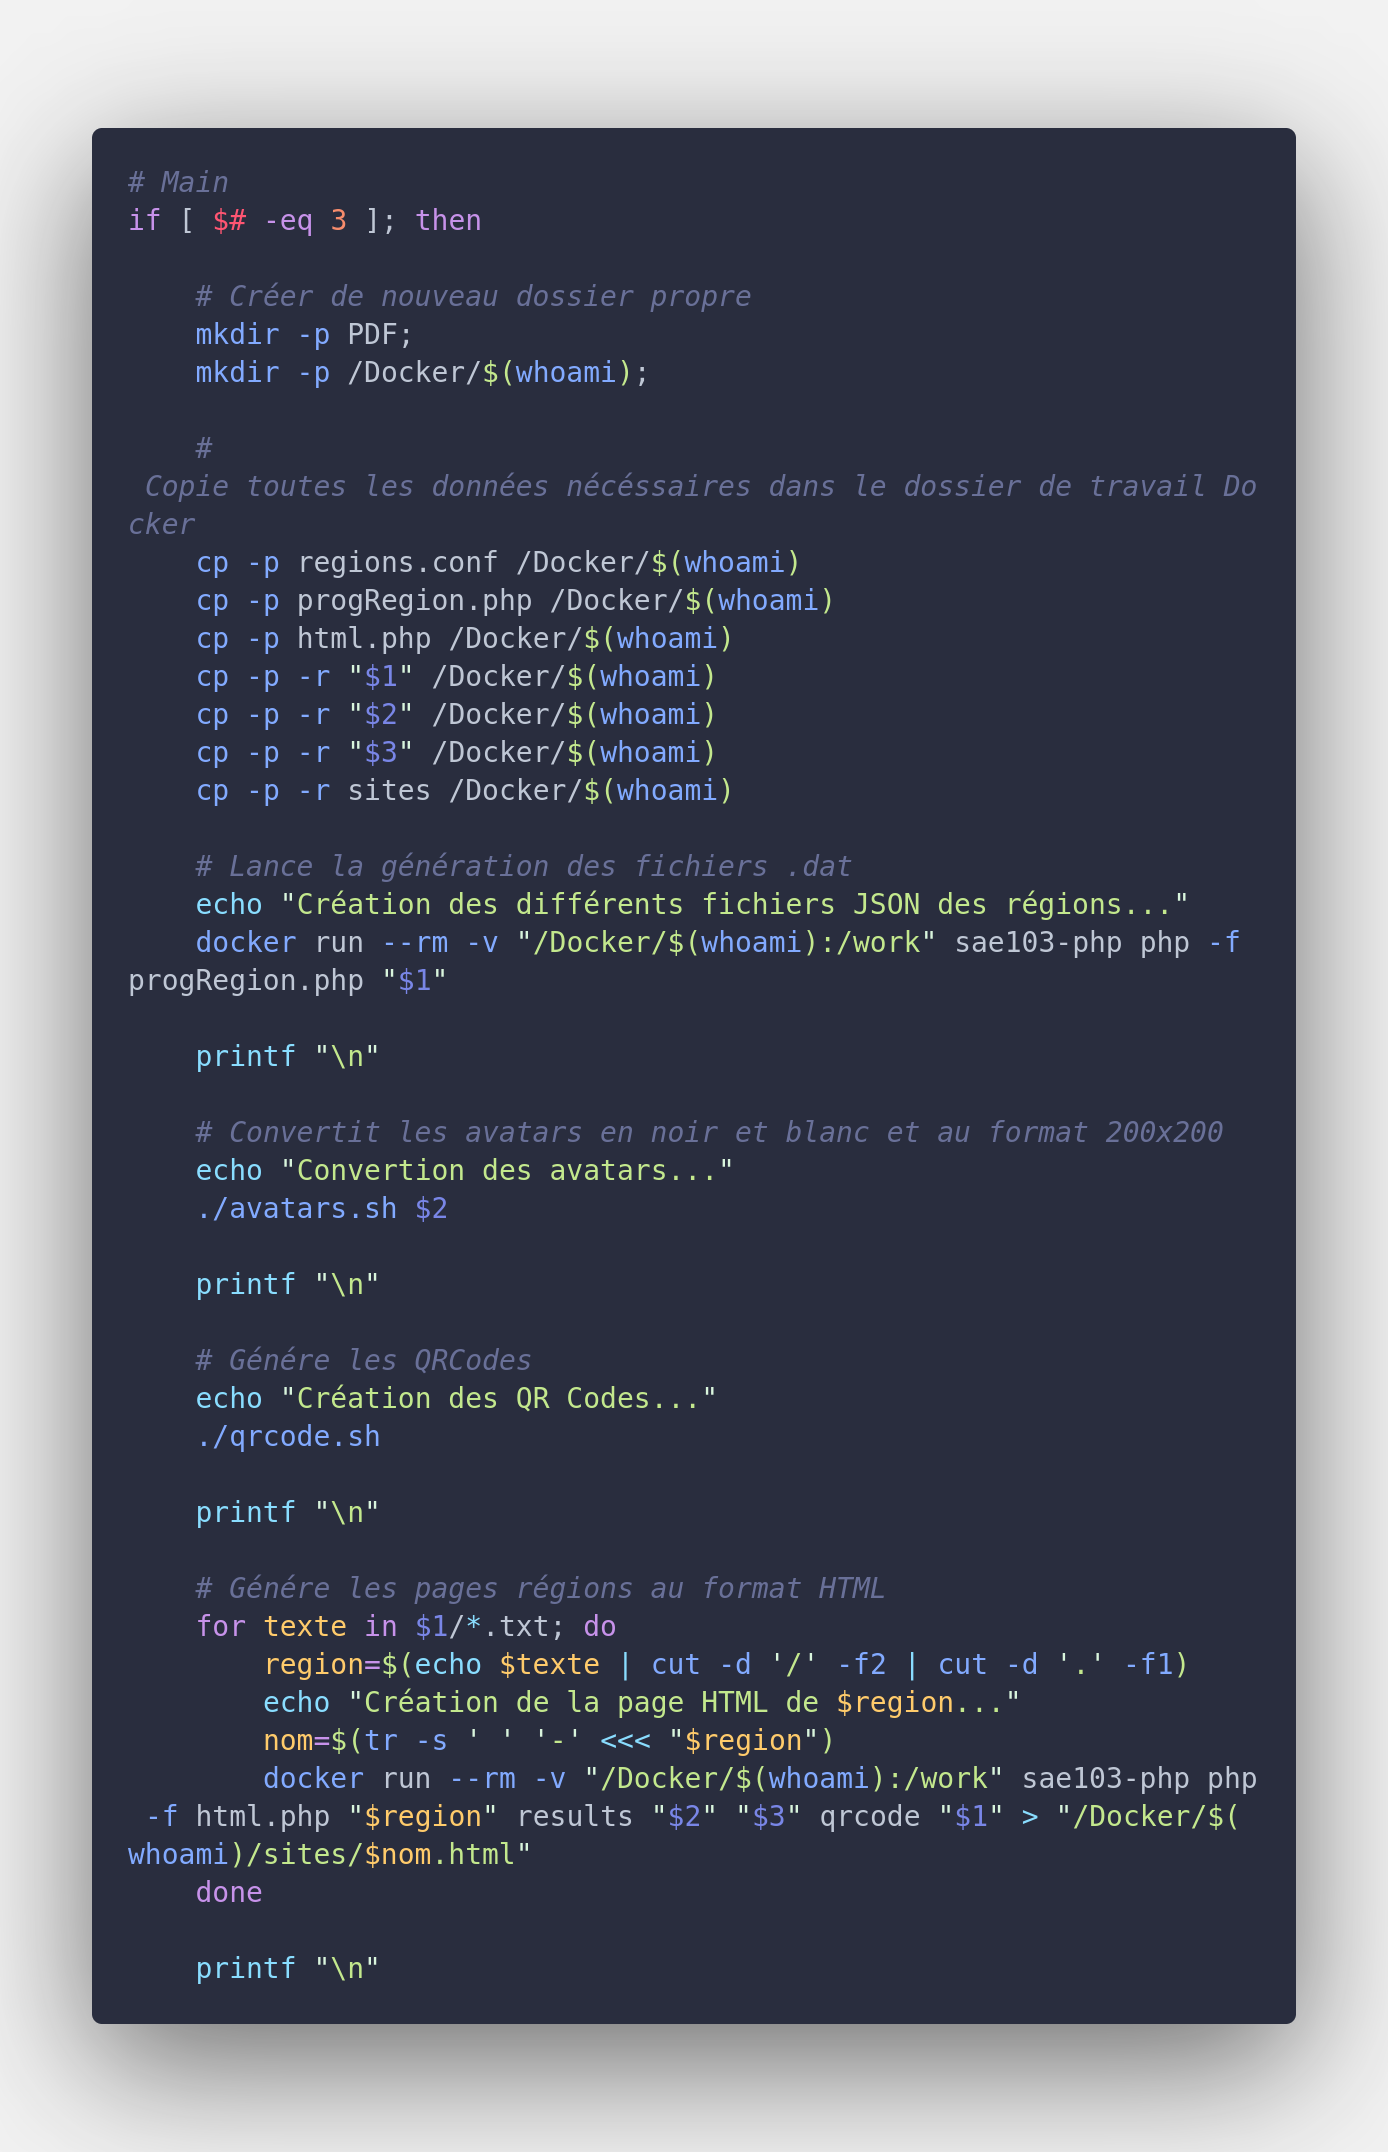 # Main
if [ $# -eq 3 ]; then
    # Créer de nouveau dossier propre
    mkdir -p PDF;
    mkdir -p /Docker/$(whoami);
    #
 Copie toutes les données nécéssaires dans le dossier de travail Do
cker
    cp -p regions.conf /Docker/$(whoami)
    cp -p progRegion.php /Docker/$(whoami)
    cp -p html.php /Docker/$(whoami)
    cp -p -r "$1" /Docker/$(whoami)
    cp -p -r "$2" /Docker/$(whoami)
    cp -p -r "$3" /Docker/$(whoami)
    cp -p -r sites /Docker/$(whoami)
    # Lance la génération des fichiers .dat
    echo "Création des différents fichiers JSON des régions..."
    docker run --rm -v "/Docker/$(whoami):/work" sae103-php php -f
progRegion.php "$1"
    printf "\n"
    # Convertit les avatars en noir et blanc et au format 200x200
    echo "Convertion des avatars..."
    ./avatars.sh $2
    printf "\n"
    # Génére les QRCodes
    echo "Création des QR Codes..."
    ./qrcode.sh
    printf "\n"
    # Génére les pages régions au format HTML
    for texte in $1/*.txt; do
        region=$(echo $texte | cut -d '/' -f2 | cut -d '.' -f1)
        echo "Création de la page HTML de $region..."
        nom=$(tr -s ' ' '-' <<< "$region")
        docker run --rm -v "/Docker/$(whoami):/work" sae103-php php
 -f html.php "$region" results "$2" "$3" qrcode "$1" > "/Docker/$(
whoami)/sites/$nom.html"
    done
    printf "\n"